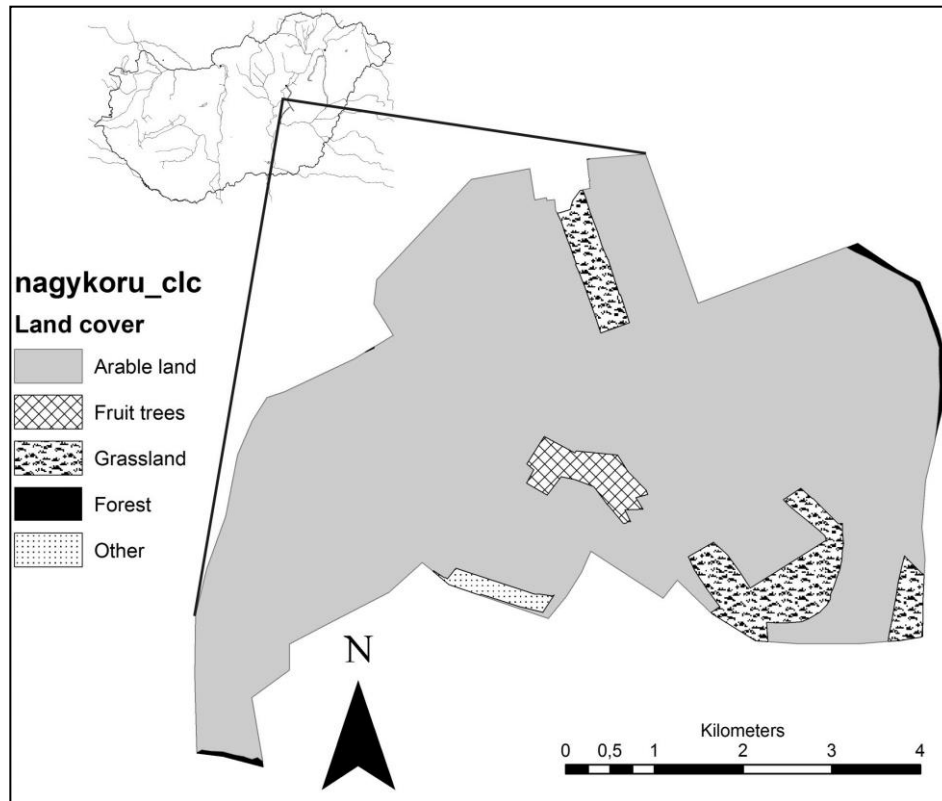 nagykoru_clc
Land cover
Arable land
Fruit trees
Grassland
Forest
Other
N
Kilometers
0 0,5 1 2 3 4